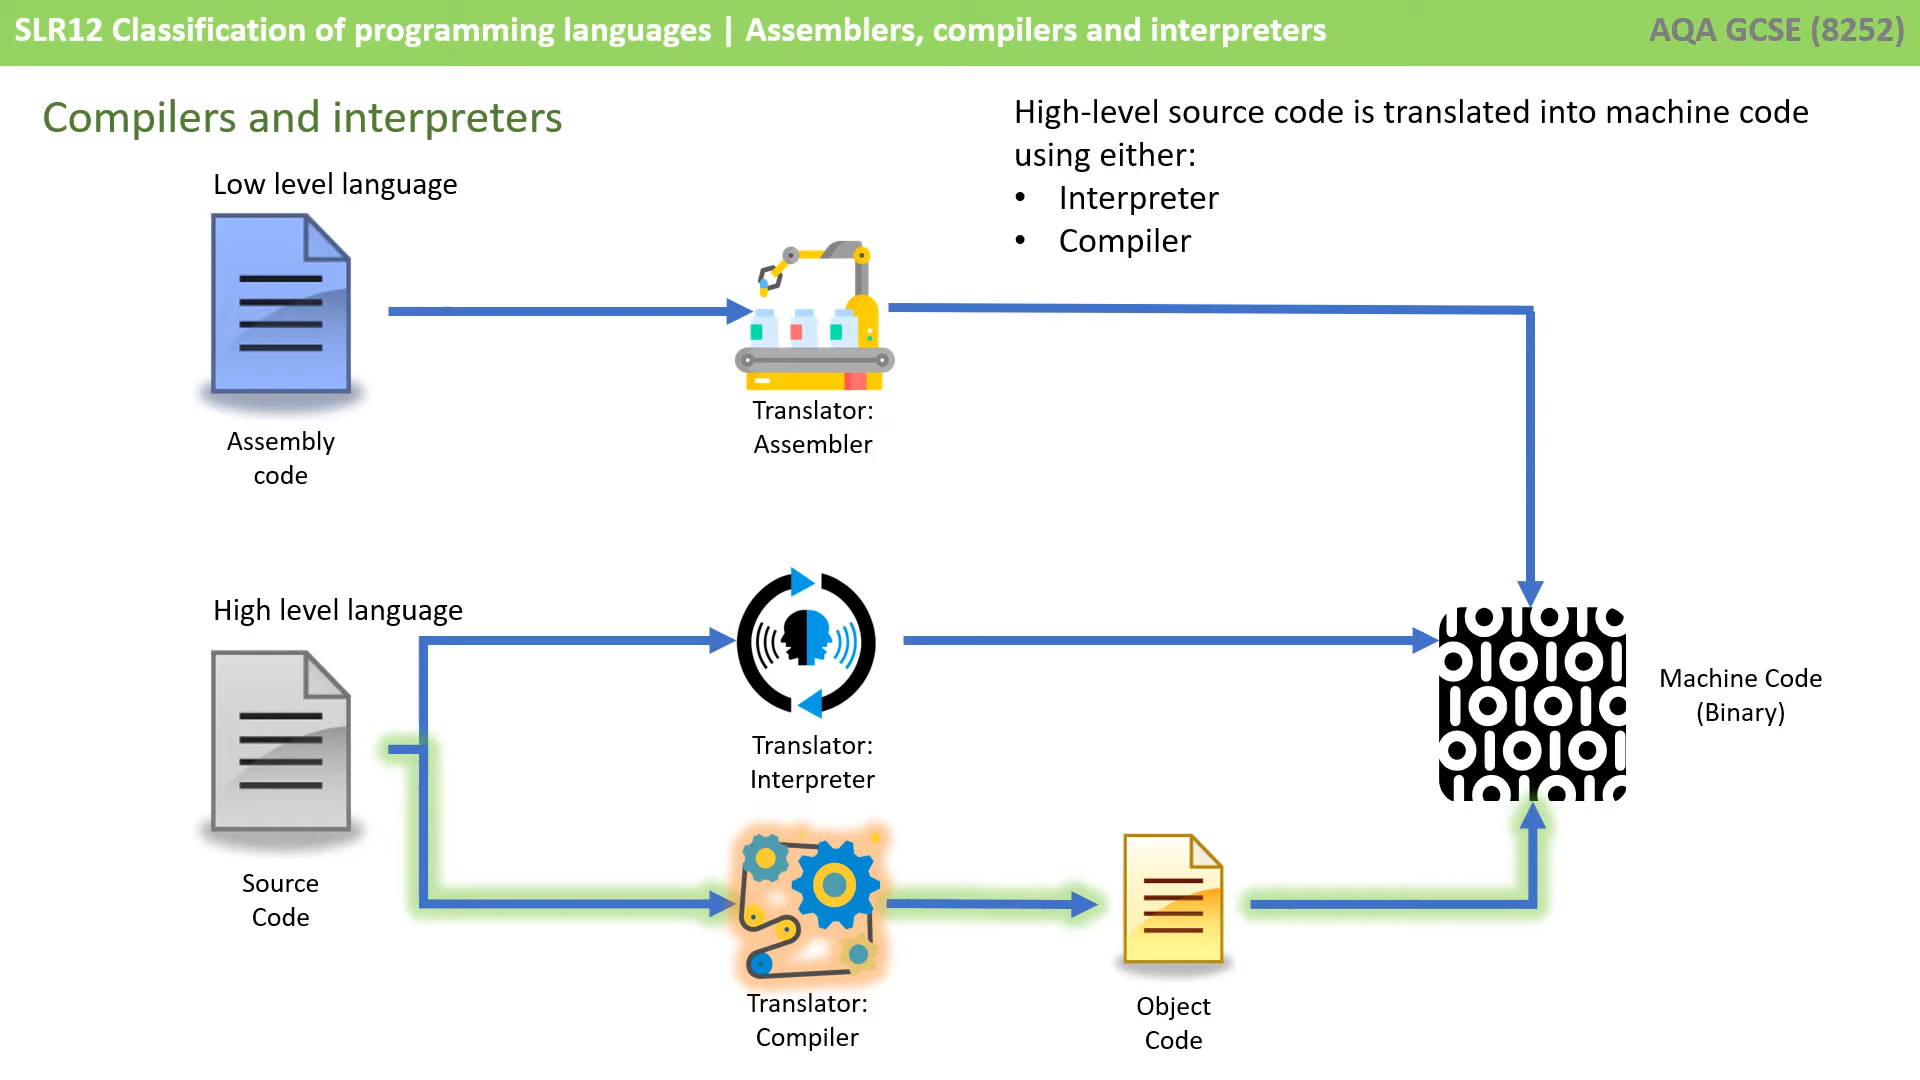 SLR12 Classification of programming languages | Assemblers, compilers and interpreters
AQA GCSE (8252)
Compilers and interpreters
High-level source code is translated into machine code
using either:
• Interpreter
• Compiler
Low level language
Assembly
code
Translator:
Assembler
High level language
Source
Code
Translator:
Interpreter
Translator:
Compiler
Object
Code
Machine Code
(Binary)